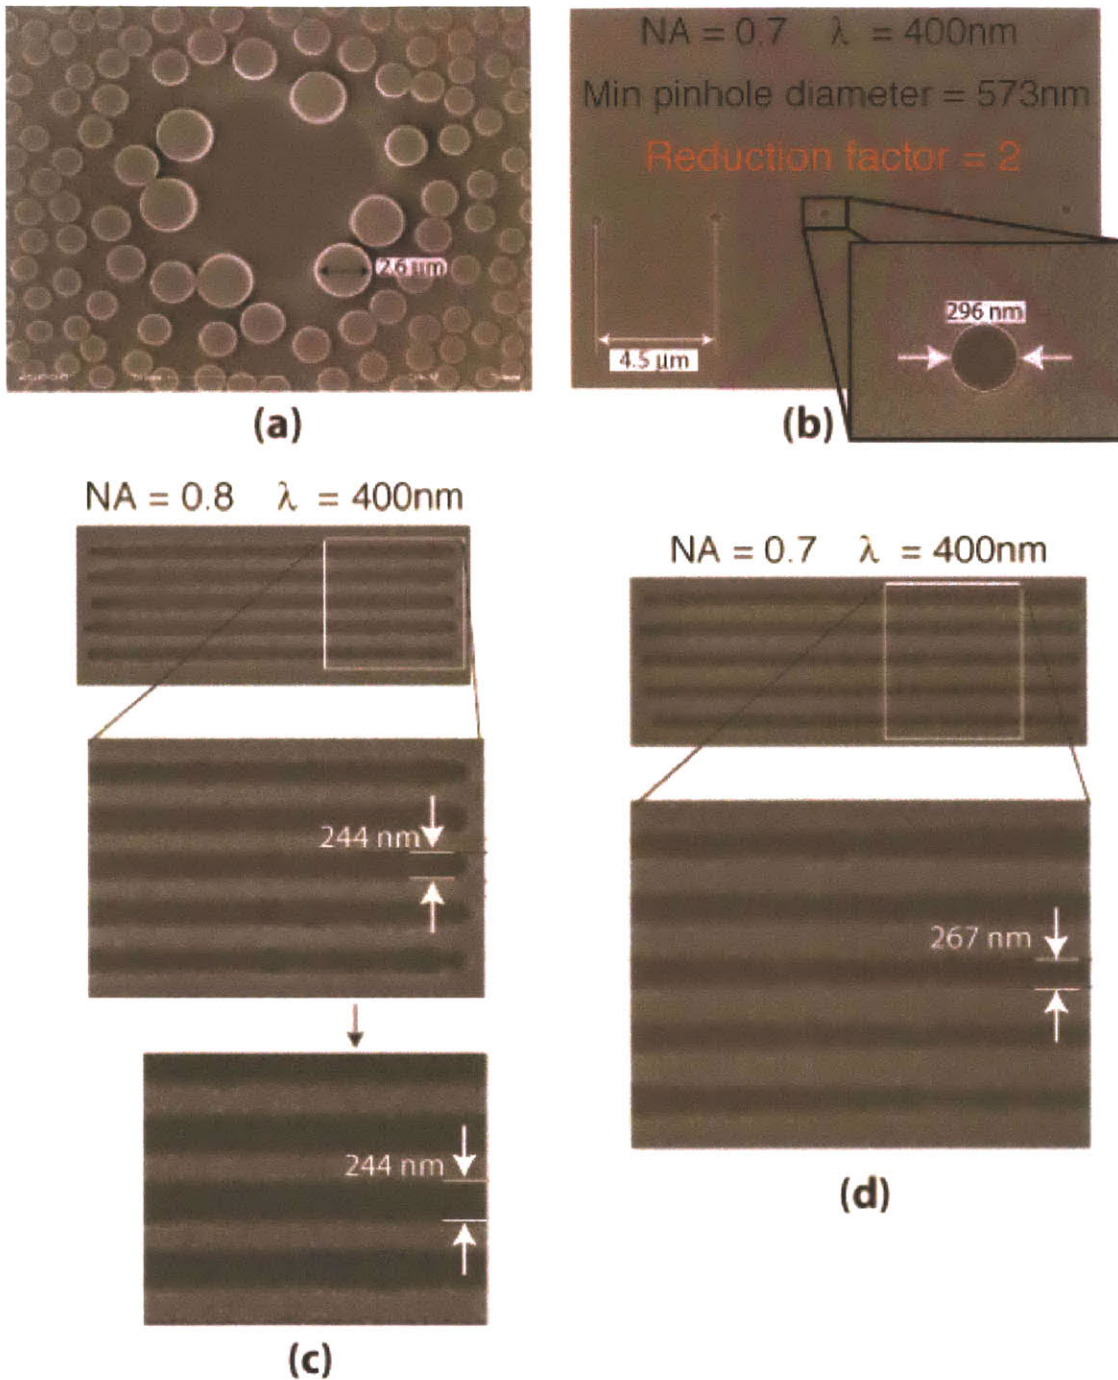 2.6 µm
(a)
NA = 0.7 λ = 400nm
Min pinhole diameter = 573nm
Reduction factor = 2
296 nm
4.5 µm
(b)
NA = 0.8 λ = 400nm
244 nm
244 nm
(c)
NA = 0.7 λ = 400nm
267 nm
(d)